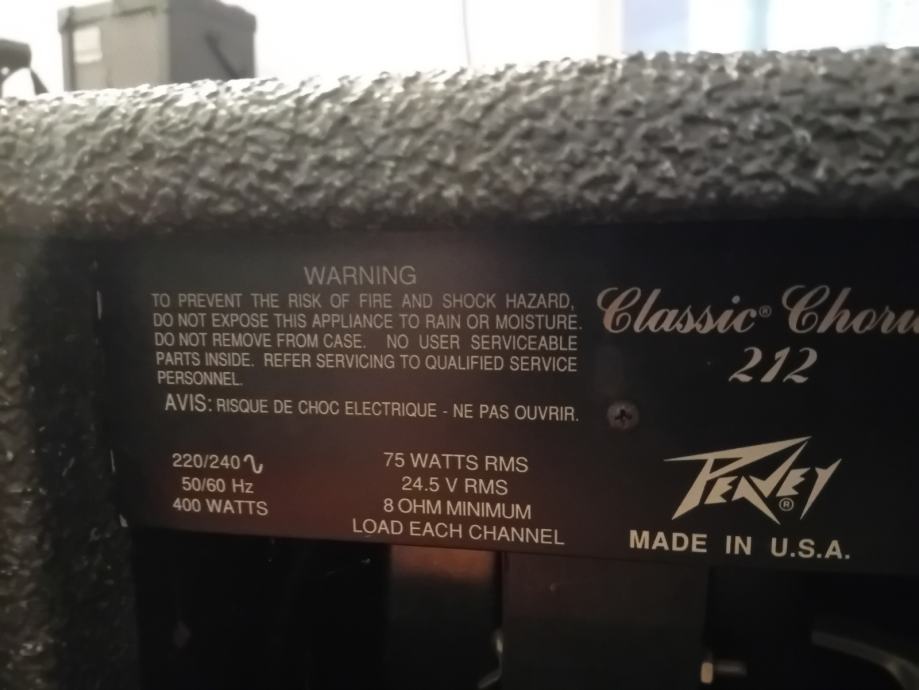 WARNING
TO PREVENT THE RISK OF FIRE AND SHOCK HAZARD,
DO NOT EXPOSE THIS APPLIANCE TO RAIN OR MOISTURE.
DO NOT REMOVE FROM CASE. NO USER SERVICEABLE
PARTS INSIDE. REFER SERVICING TO QUALIFIED SERVICE
PERSONNEL.
AVIS: RISQUE DE CHOC ELECTRIQUE - NE PAS OUVRIR.
220/240∿
50/60 Hz
400 WATTS
75 WATTS RMS
24.5 V RMS
8 OHM MINIMUM
LOAD EACH CHANNEL
Classic® Choru
212
PEAVEY®
MADE IN U.S.A.